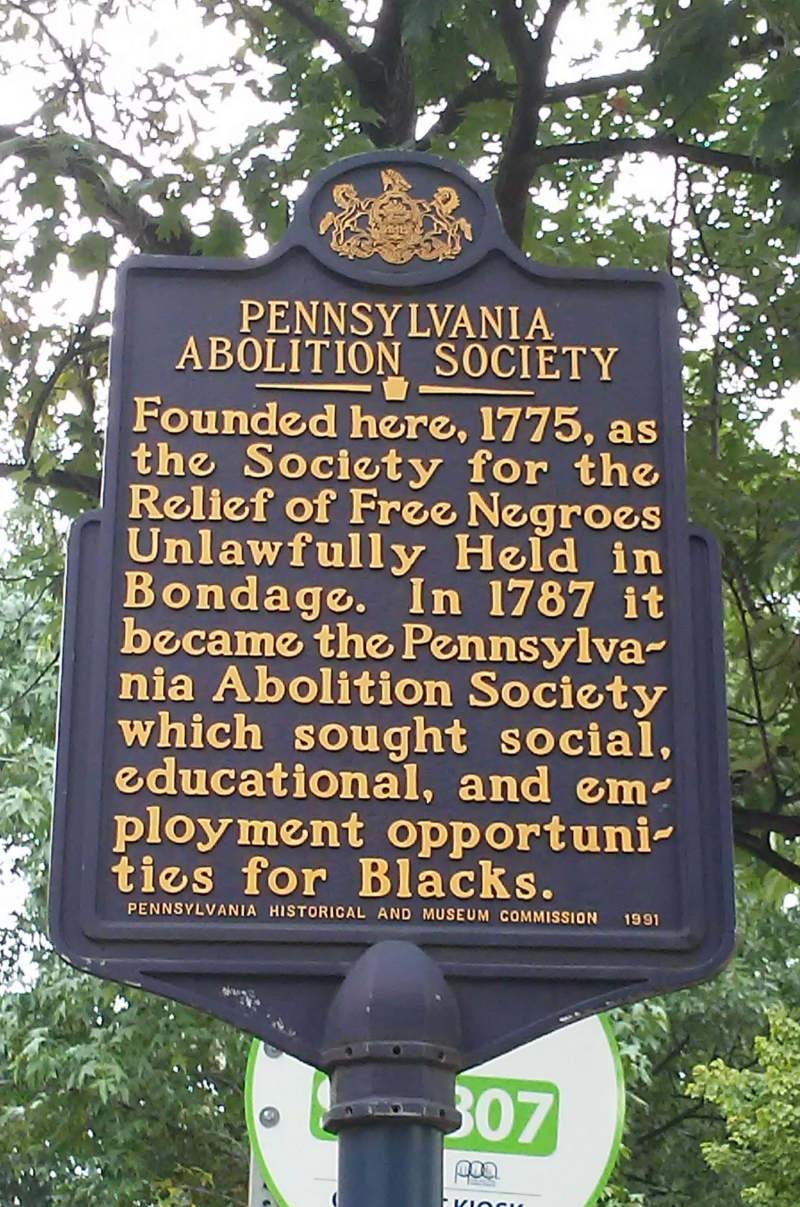 PENNSYLVANIA
ABOLITION SOCIETY
Founded here, 1775, as
the Society for the
Relief of Free Negroes
Unlawfully Held in
Bondage. In 1787 it
became the Pennsylva-
nia Abolition Society
which sought social,
educational, and em-
ployment opportuni-
ties for Blacks.
PENNSYLVANIA HISTORICAL AND MUSEUM COMMISSION 1991
807
KIOSK